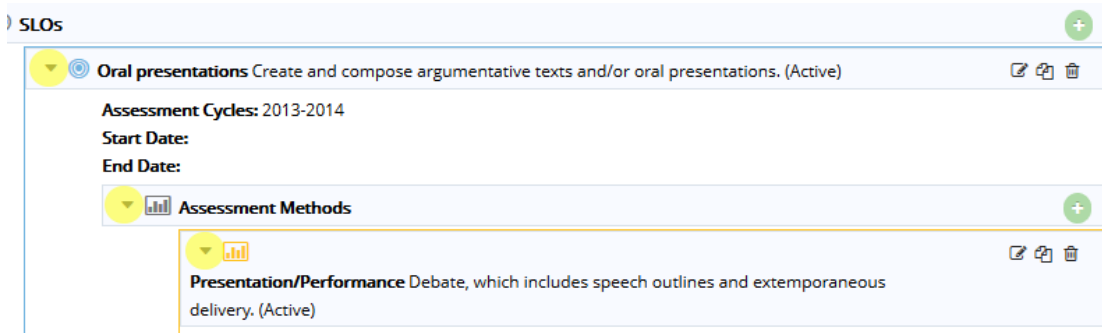 SLOs
Oral presentations Create and compose argumentative texts and/or oral presentations. (Active)
Assessment Cycles: 2013-2014
Start Date:
End Date:
Assessment Methods
Presentation/Performance Debate, which includes speech outlines and extemporaneous
delivery. (Active)